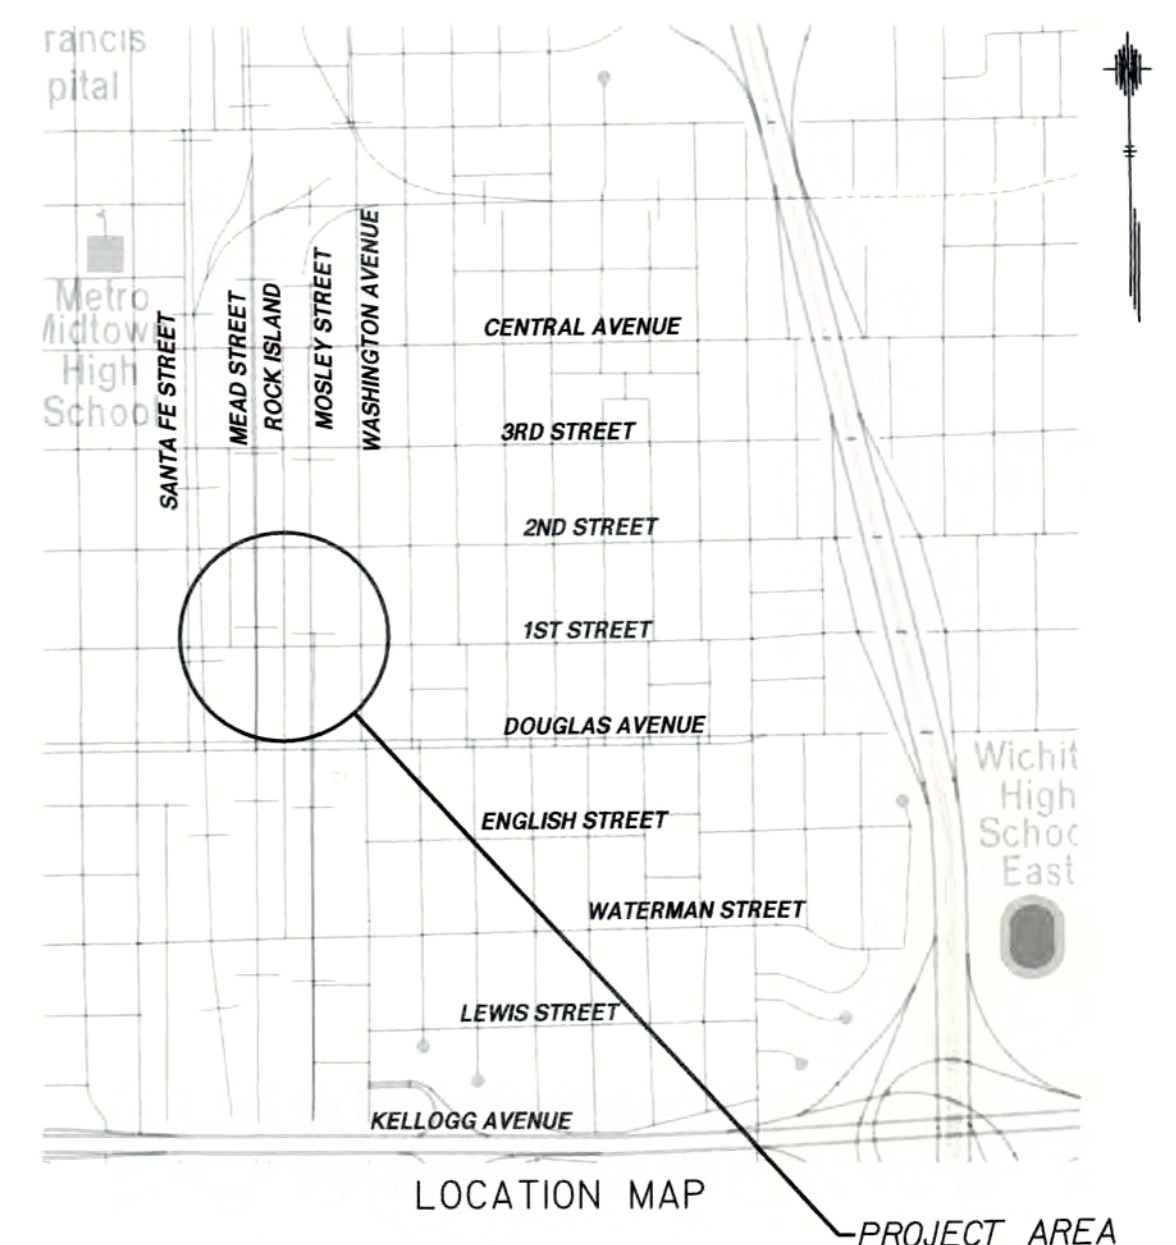 rancis
pital
Metro
Midtow
High
Schoo
SANTA FE STREET
MEAD STREET
ROCK ISLAND
MOSLEY STREET
WASHINGTON AVENUE
CENTRAL AVENUE
3RD STREET
2ND STREET
1ST STREET
DOUGLAS AVENUE
Wichit
High
Schoo
East
ENGLISH STREET
WATERMAN STREET
LEWIS STREET
KELLOGG AVENUE
LOCATION MAP
PROJECT AREA